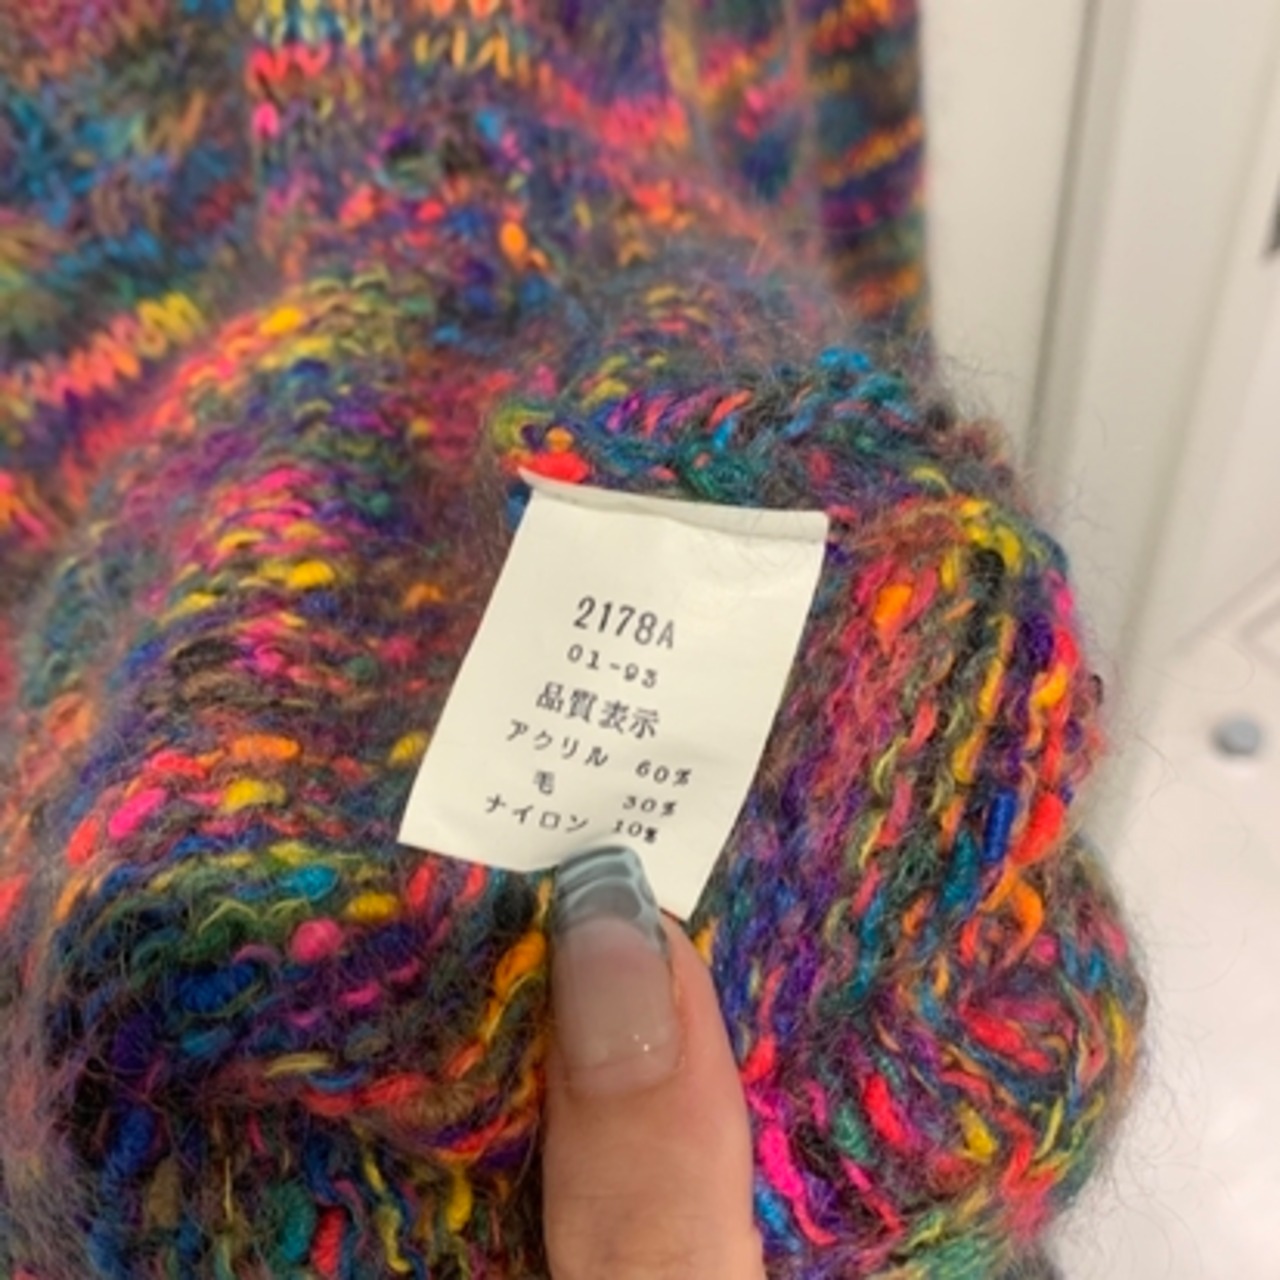 2178A
01-93
品質表示
アクリル 60%
毛 30%
ナイロン 10%